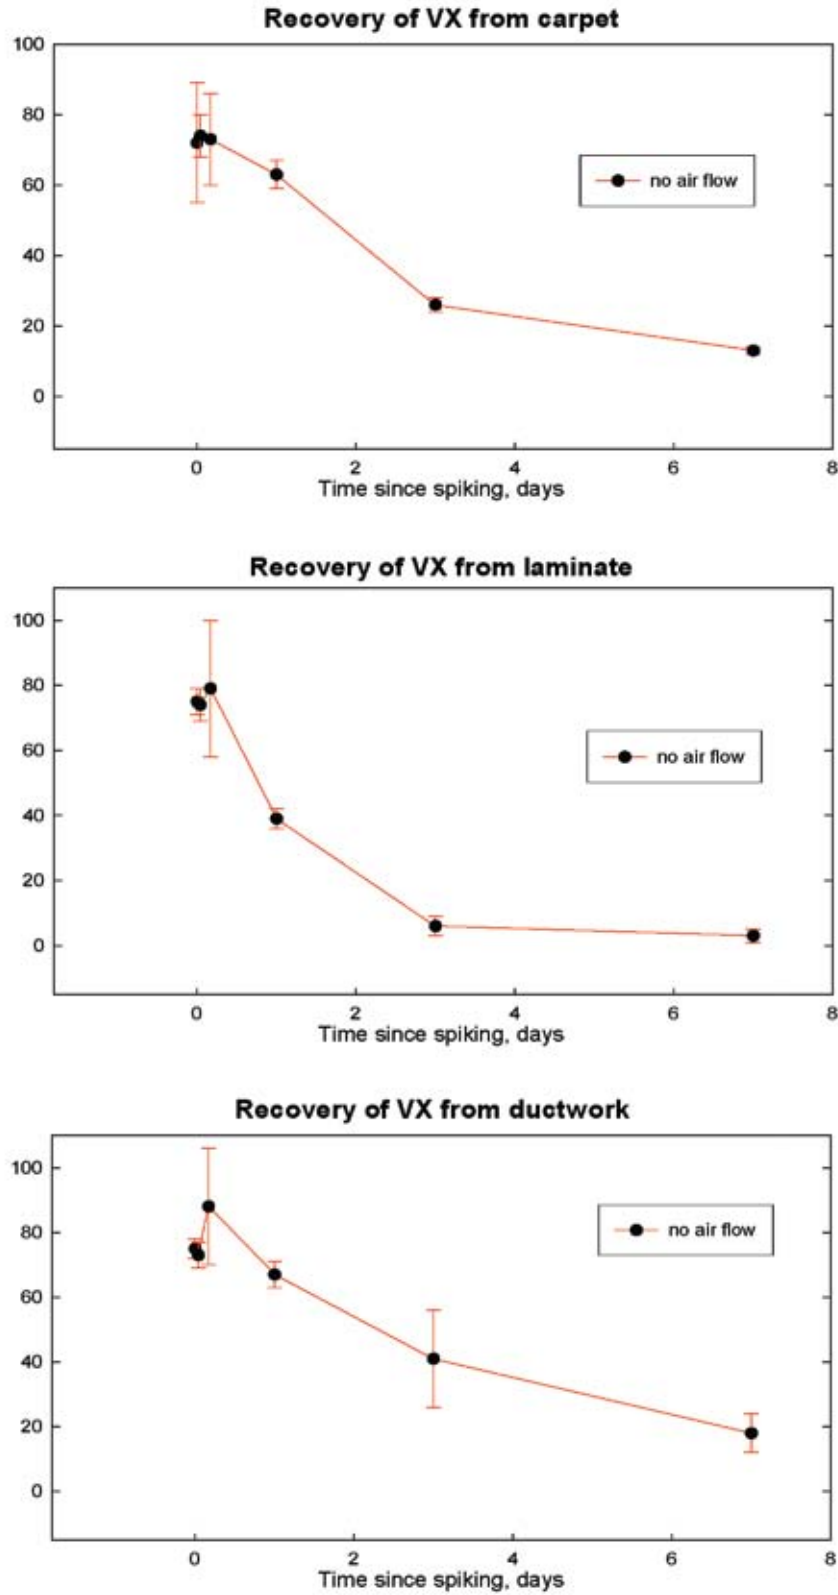 Recovery of VX from carpet
100
80
60
40
20
0
no air flow
0 2 4 6 8
Time since spiking, days
Recovery of VX from laminate
100
80
60
40
20
0
no air flow
0 2 4 6 8
Time since spiking, days
Recovery of VX from ductwork
100
80
60
40
20
0
no air flow
0 2 4 6 8
Time since spiking, days